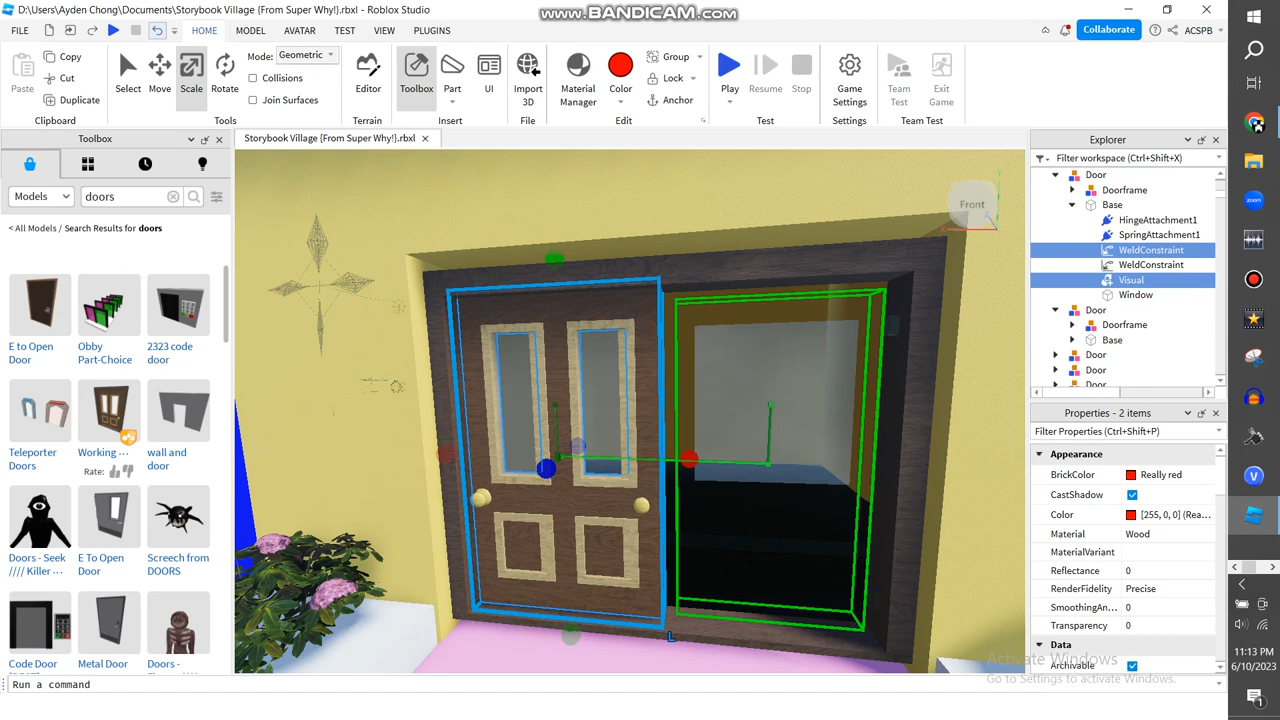 D:\Users\Ayden Chong\Documents\Storybook Village {From Super Why!}.rbxl - Roblox Studio
www.BANDICAM.com
FILE HOME MODEL AVATAR TEST VIEW PLUGINS Collaborate ACSPB
Paste Copy Cut Duplicate
Select Move Scale Rotate
Mode: Geometric
Collisions
Join Surfaces
Editor Toolbox Part UI Import 3D
Material Manager Color Group Lock Anchor
Play Resume Stop Game Settings Team Test Exit Game
Clipboard Tools Terrain Insert File Edit Test Settings Team Test
Toolbox
Storybook Village {From Super Why!}.rbxl
Models doors
< All Models / Search Results for doors
E to Open Door
Obby Part-Choice
2323 code door
Teleporter Doors
Working ...
wall and door
Rate:
Doors - Seek //// Killer ...
E To Open Door
Screech from DOORS
Code Door
Metal Door
Doors -
Front
Explorer
Filter workspace (Ctrl+Shift+X)
Door
Doorframe
Base
HingeAttachment1
SpringAttachment1
WeldConstraint
WeldConstraint
Visual
Window
Door
Doorframe
Base
Door
Door
Door
Properties - 2 items
Filter Properties (Ctrl+Shift+P)
Appearance
BrickColor Really red
CastShadow
Color [255, 0, 0] (Rea...
Material Wood
MaterialVariant
Reflectance 0
RenderFidelity Precise
SmoothingAn... 0
Transparency 0
Data
Archivable
Activate Windows
Go to Settings to activate Windows.
Run a command
zoom
11:13 PM
6/10/2023
1